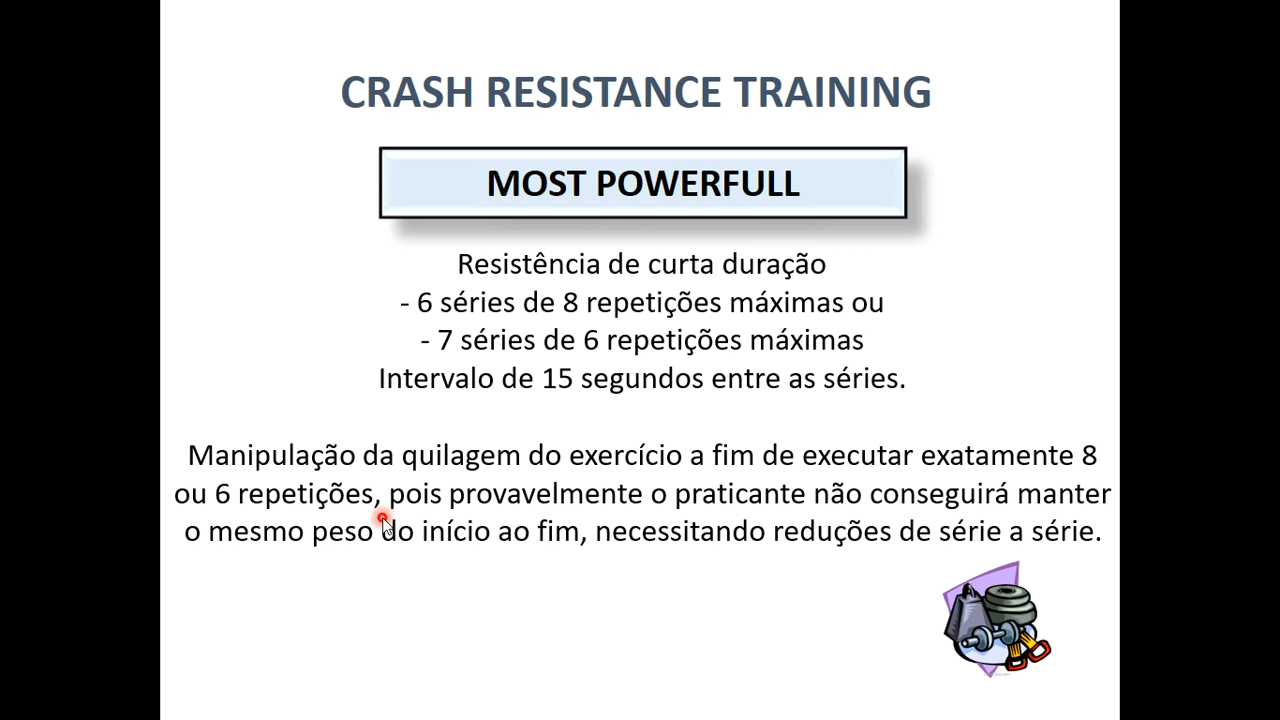 CRASH RESISTANCE TRAINING
MOST POWERFULL
Resistência de curta duração
- 6 séries de 8 repetições máximas ou
- 7 séries de 6 repetições máximas
Intervalo de 15 segundos entre as séries.
Manipulação da quilagem do exercício a fim de executar exatamente 8
ou 6 repetições, pois provavelmente o praticante não conseguirá manter
o mesmo peso do início ao fim, necessitando reduções de série a série.